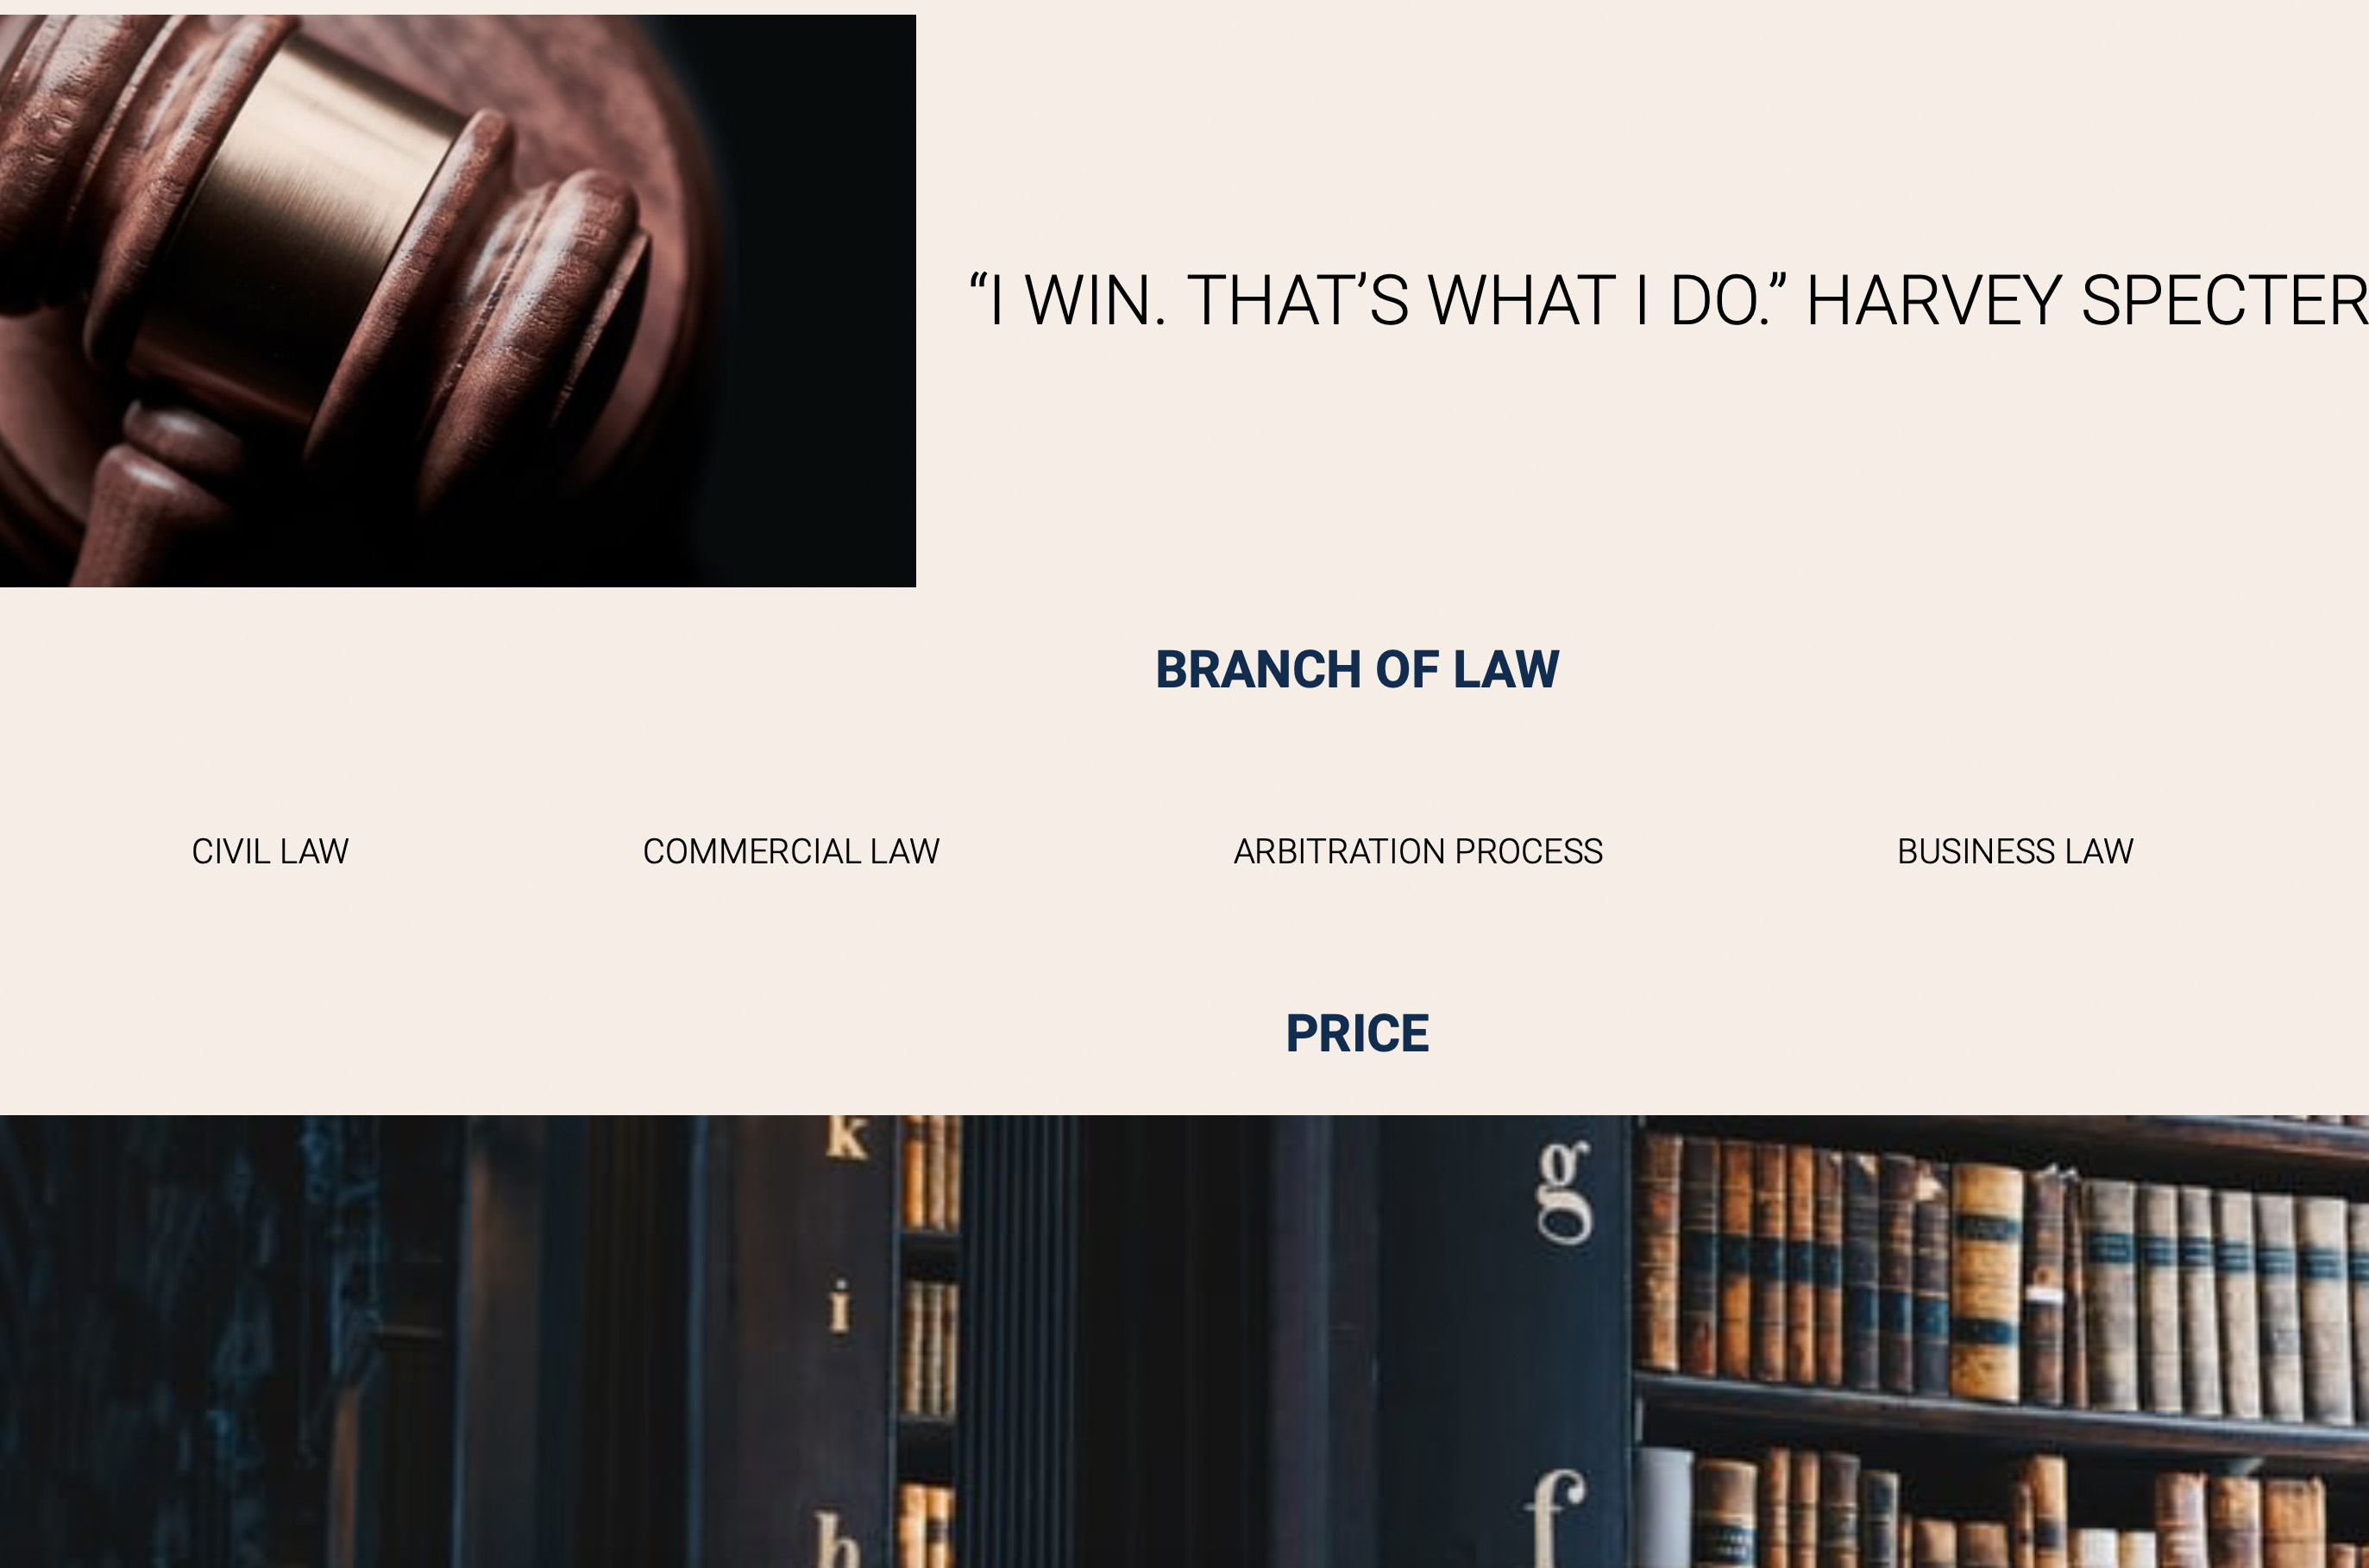 “I WIN. THAT’S WHAT I DO.” HARVEY SPECTER
BRANCH OF LAW
CIVIL LAW COMMERCIAL LAW ARBITRATION PROCESS BUSINESS LAW
PRICE
k
g
i
f
h